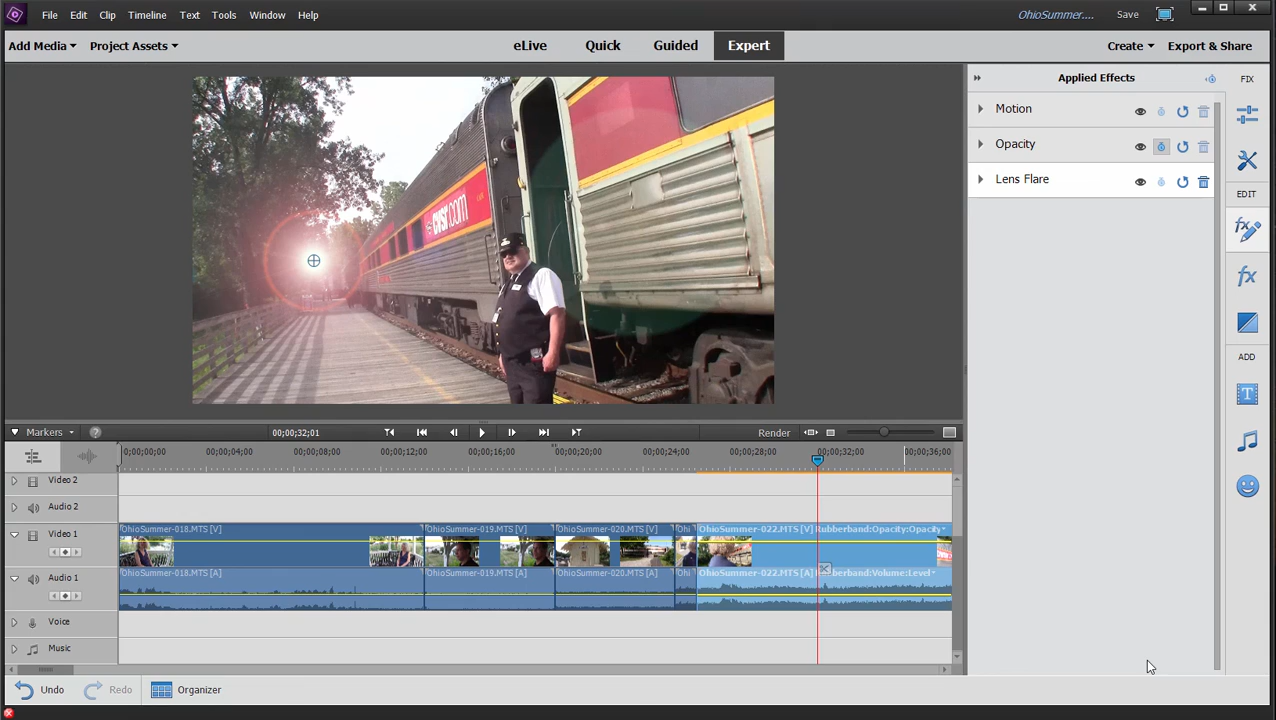 File Edit Clip Timeline Text Tools Window Help
OhioSummer.... Save
Add Media Project Assets
eLive Quick Guided Expert
Create Export & Share
CVSR.com
Applied Effects
Motion
Opacity
Lens Flare
FIX
EDIT
ADD
Markers ? 00;00;32;01 Render
00;00;00;00 00;00;04;00 00;00;08;00 00;00;12;00 00;00;16;00 00;00;20;00 00;00;24;00 00;00;28;00 00;00;32;00 00;00;36;00
Video 2
Audio 2
Video 1
OhioSummer-018.MTS [V] OhioSummer-019.MTS [V] OhioSummer-020.MTS [V] Ohi OhioSummer-022.MTS [V] Rubberband:Opacity:Opacity
Audio 1
OhioSummer-018.MTS [A] OhioSummer-019.MTS [A] OhioSummer-020.MTS [A] Ohi OhioSummer-022.MTS [A] Rubberband:Volume:Level
Voice
Music
Undo Redo Organizer